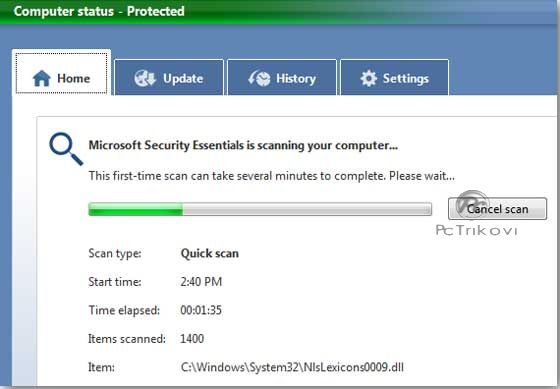 Computer status - Protected
Home Update History Settings
Microsoft Security Essentials is scanning your computer...
This first-time scan can take several minutes to complete. Please wait...
Cancel scan
PcTrikovi
Scan type: Quick scan
Start time: 2:40 PM
Time elapsed: 00:01:35
Items scanned: 1400
Item: C:\Windows\System32\NlsLexicons0009.dll